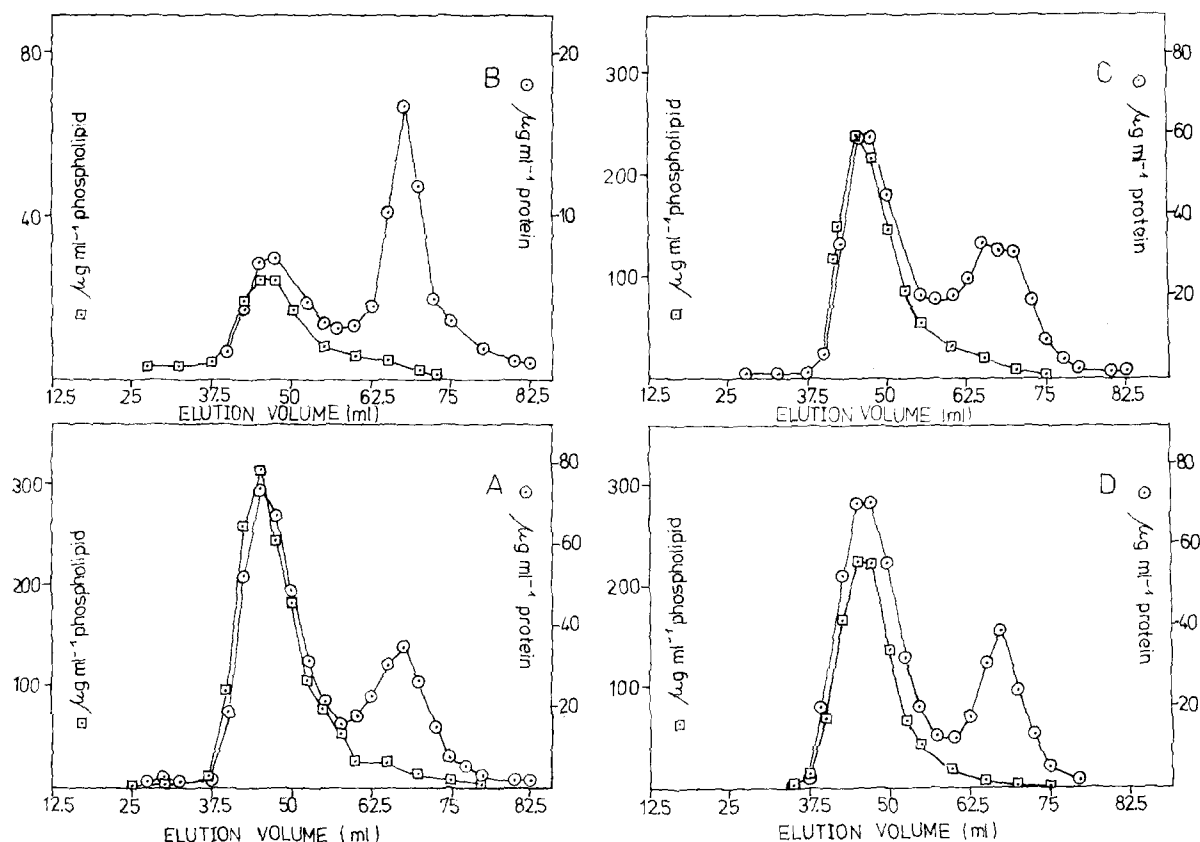 80
40
□ µg ml⁻¹ phospholipid
B
20
10
⊙ µg ml⁻¹ protein
12.5 25 37.5 50 62.5 75 82.5
ELUTION VOLUME (ml)
300
200
100
□ µg ml⁻¹ phospholipid
C
80
60
40
20
⊙ µg ml⁻¹ protein
12.5 25 37.5 50 62.5 75 82.5
ELUTION VOLUME (ml)
300
200
100
□ µg ml⁻¹ phospholipid
A
80
60
40
20
⊙ µg ml⁻¹ protein
12.5 25 37.5 50 62.5 75 82.5
ELUTION VOLUME (ml)
300
200
100
□ µg ml⁻¹ phospholipid
D
80
60
40
20
⊙ µg ml⁻¹ protein
12.5 25 37.5 50 62.5 75 82.5
ELUTION VOLUME (ml)